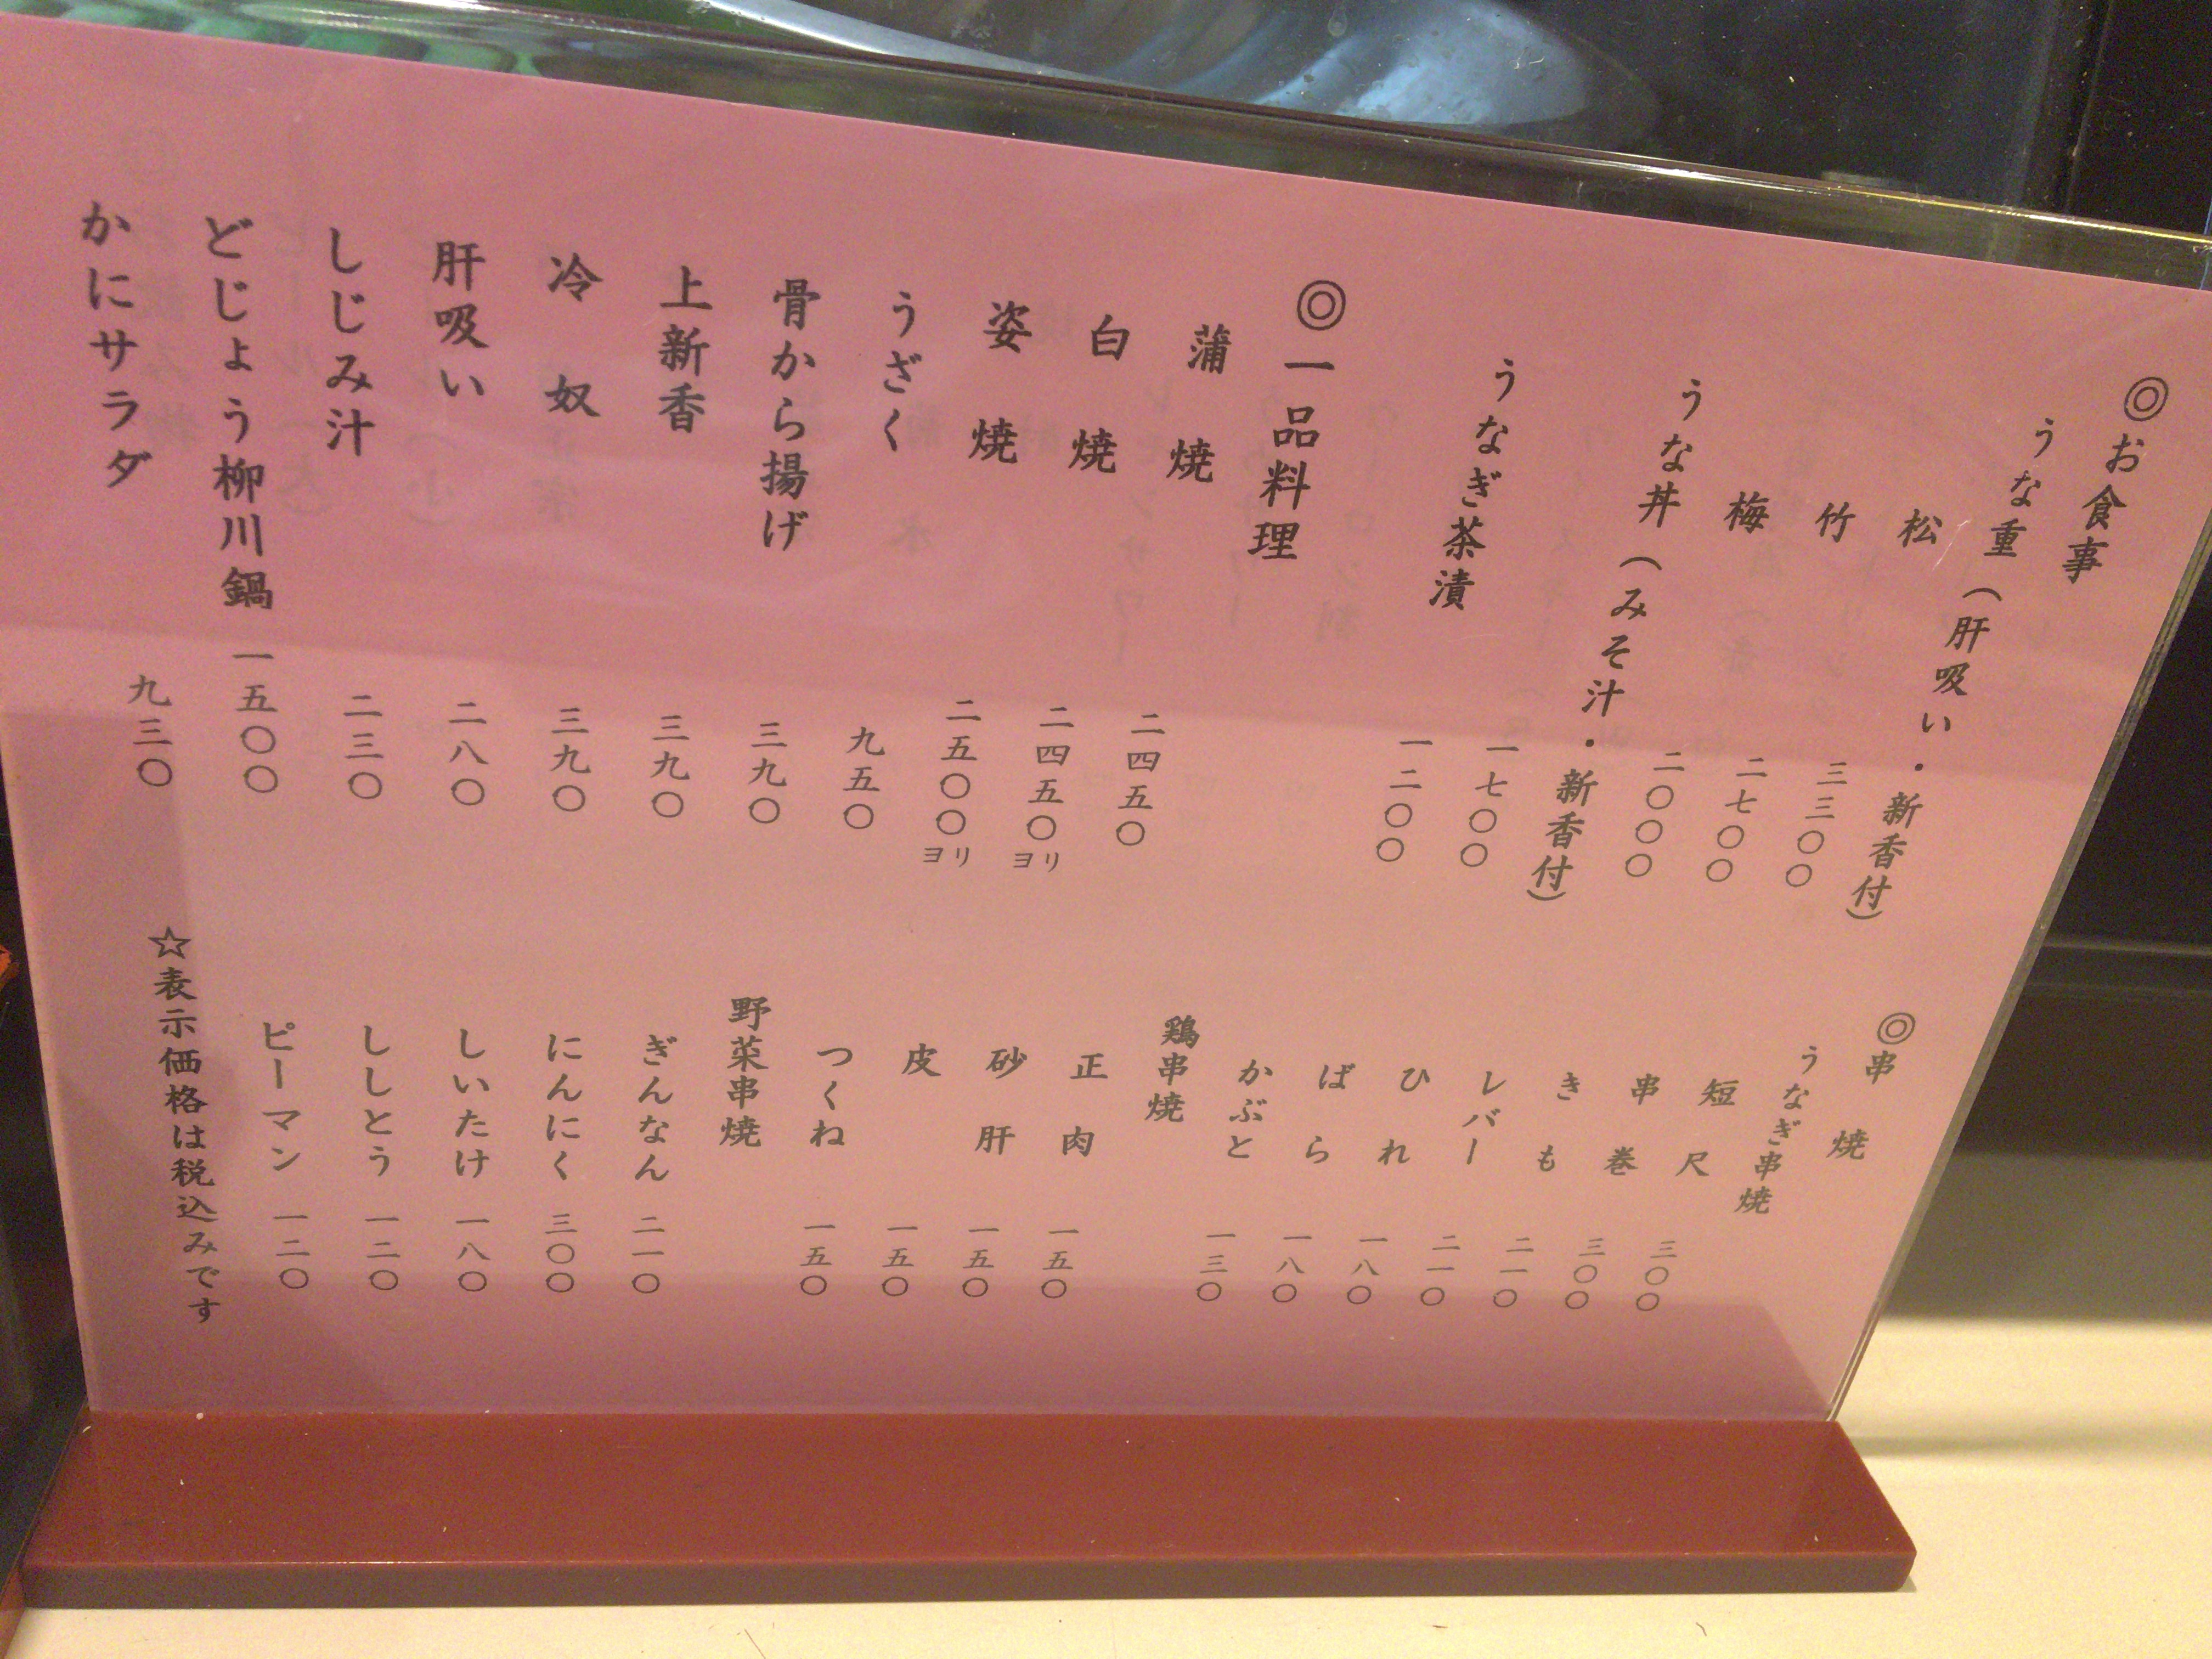 ◎お食事
うな重（肝吸い・新香付）
松 三三〇〇
竹 二七〇〇
梅 二〇〇〇
うな丼（みそ汁・新香付）
一七〇〇
うなぎ茶漬 一二〇〇
◎一品料理
蒲焼 二四五〇
白焼 二四五〇ヨリ
姿焼 二五〇〇ヨリ
うざく 九五〇
骨から揚げ 三九〇
上新香 三九〇
冷奴 三九〇
肝吸い 二八〇
しじみ汁 二三〇
どじょう柳川鍋 一五〇〇
かにサラダ 九三〇
◎串焼
うなぎ串焼
短尺 三〇〇
串巻 三〇〇
きも 二一〇
レバー 二一〇
ひれ 一八〇
ばら 一八〇
かぶと 一三〇
鶏串焼
正肉 一五〇
砂肝 一五〇
皮 一五〇
つくね 一五〇
野菜串焼
ぎんなん 二一〇
にんにく 三〇〇
しいたけ 一八〇
ししとう 一二〇
ピーマン 一二〇
☆表示価格は税込みです